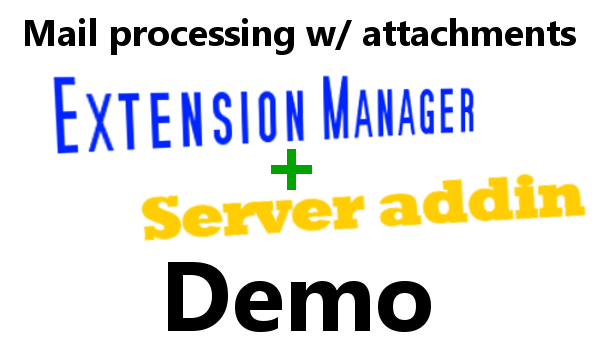 Mail processing w/ attachments
EXTENSION MANAGER
+
Server addin
Demo